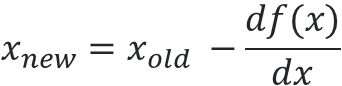 x_new = x_old − df(x)/dx